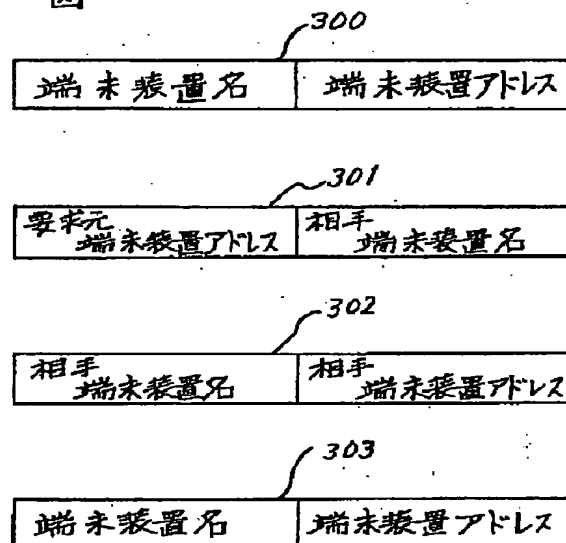 図
300
端末装置名 端末装置アドレス
301
要求元 相手
端末装置アドレス 端末装置名
302
相手 相手
端末装置名 端末装置アドレス
303
端末装置名 端末装置アドレス